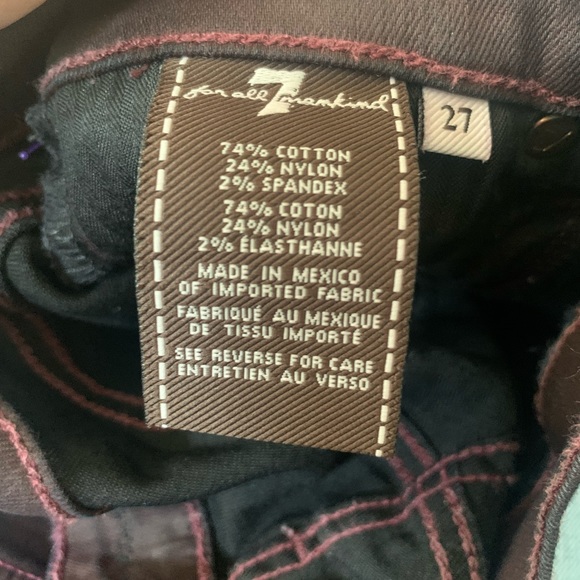 7
for all mankind
27
74% COTTON
24% NYLON
2% SPANDEX
74% COTON
24% NYLON
2% ÉLASTHANNE
MADE IN MEXICO
OF IMPORTED FABRIC
FABRIQUÉ AU MEXIQUE
DE TISSU IMPORTÉ
SEE REVERSE FOR CARE
ENTRETIEN AU VERSO